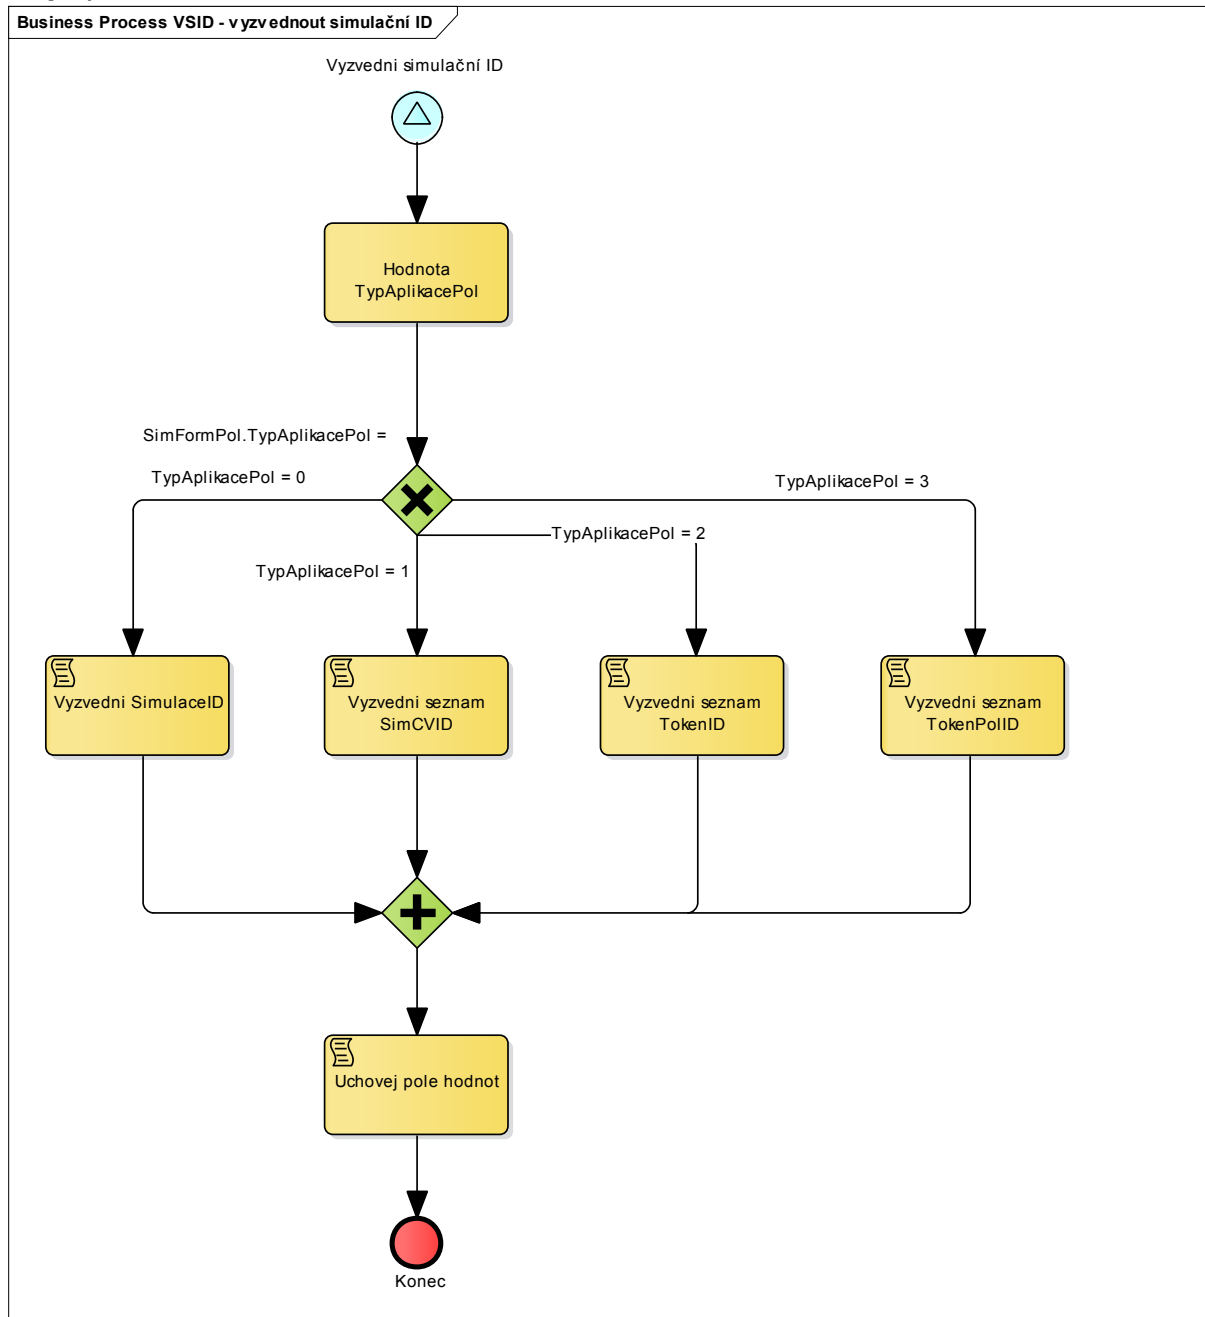 Business Process VSID - vyzvednout simulační ID
Vyzvedni simulační ID
Hodnota
TypAplikacePol
SimFormPol.TypAplikacePol =
TypAplikacePol = 0
TypAplikacePol = 3
TypAplikacePol = 2
TypAplikacePol = 1
Vyzvedni SimulaceID
Vyzvedni seznam
SimCVID
Vyzvedni seznam
TokenID
Vyzvedni seznam
TokenPolID
Uchovej pole hodnot
Konec